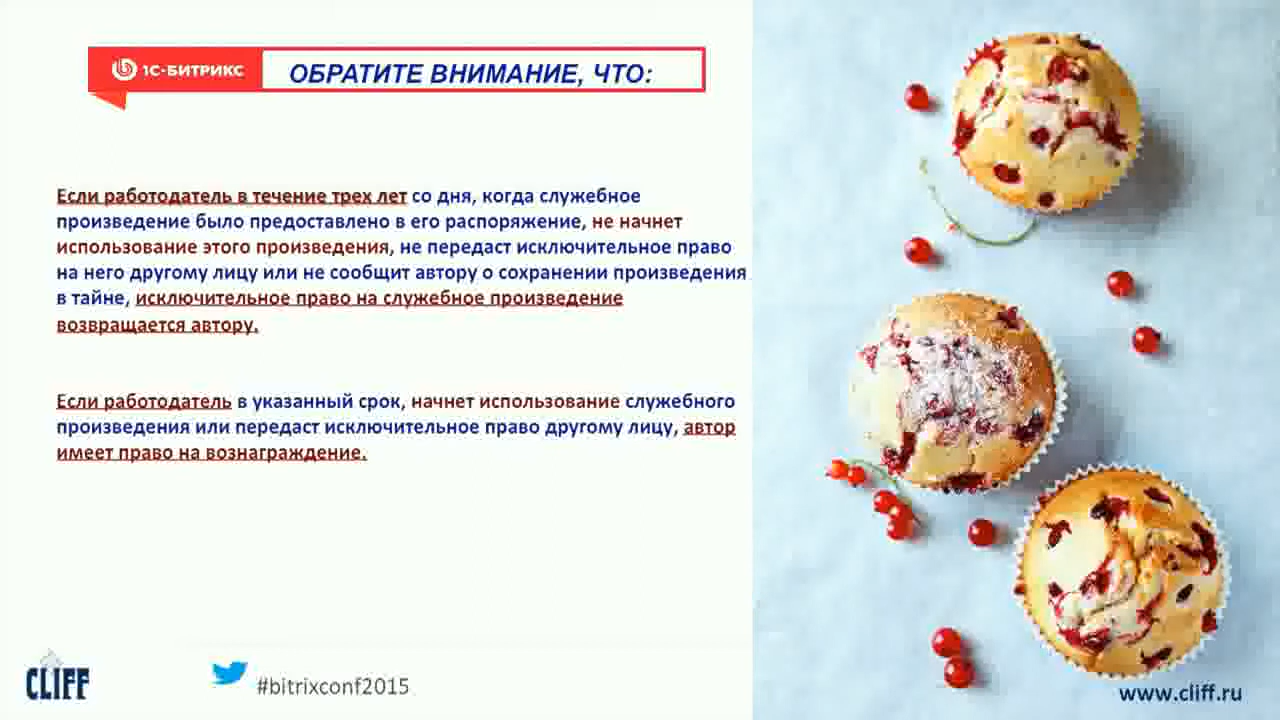 1С-БИТРИКС
ОБРАТИТЕ ВНИМАНИЕ, ЧТО:
Если работодатель в течение трех лет со дня, когда служебное
произведение было предоставлено в его распоряжение, не начнет
использование этого произведения, не передаст исключительное право
на него другому лицу или не сообщит автору о сохранении произведения
в тайне, исключительное право на служебное произведение
возвращается автору.
Если работодатель в указанный срок, начнет использование служебного
произведения или передаст исключительное право другому лицу, автор
имеет право на вознаграждение.
CLIFF
#bitrixconf2015
www.cliff.ru